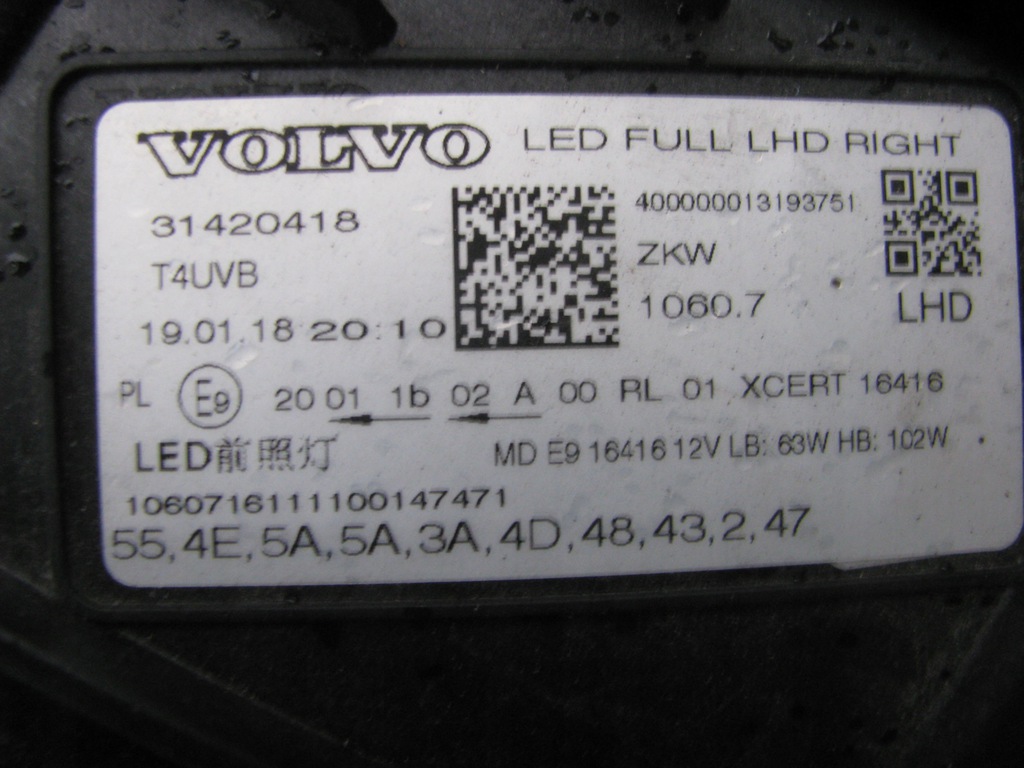 VOLVO LED FULL LHD RIGHT
31420418 400000013193751
T4UVB ZKW
19.01.18 20:10 1060.7 LHD
PL E9 20 01 1b 02 A 00 RL 01 XCERT 16416
LED前照灯 MD E9 16416 12V LB: 63W HB: 102W
1060716111100147471
55,4E,5A,5A,3A,4D,48,43,2,47